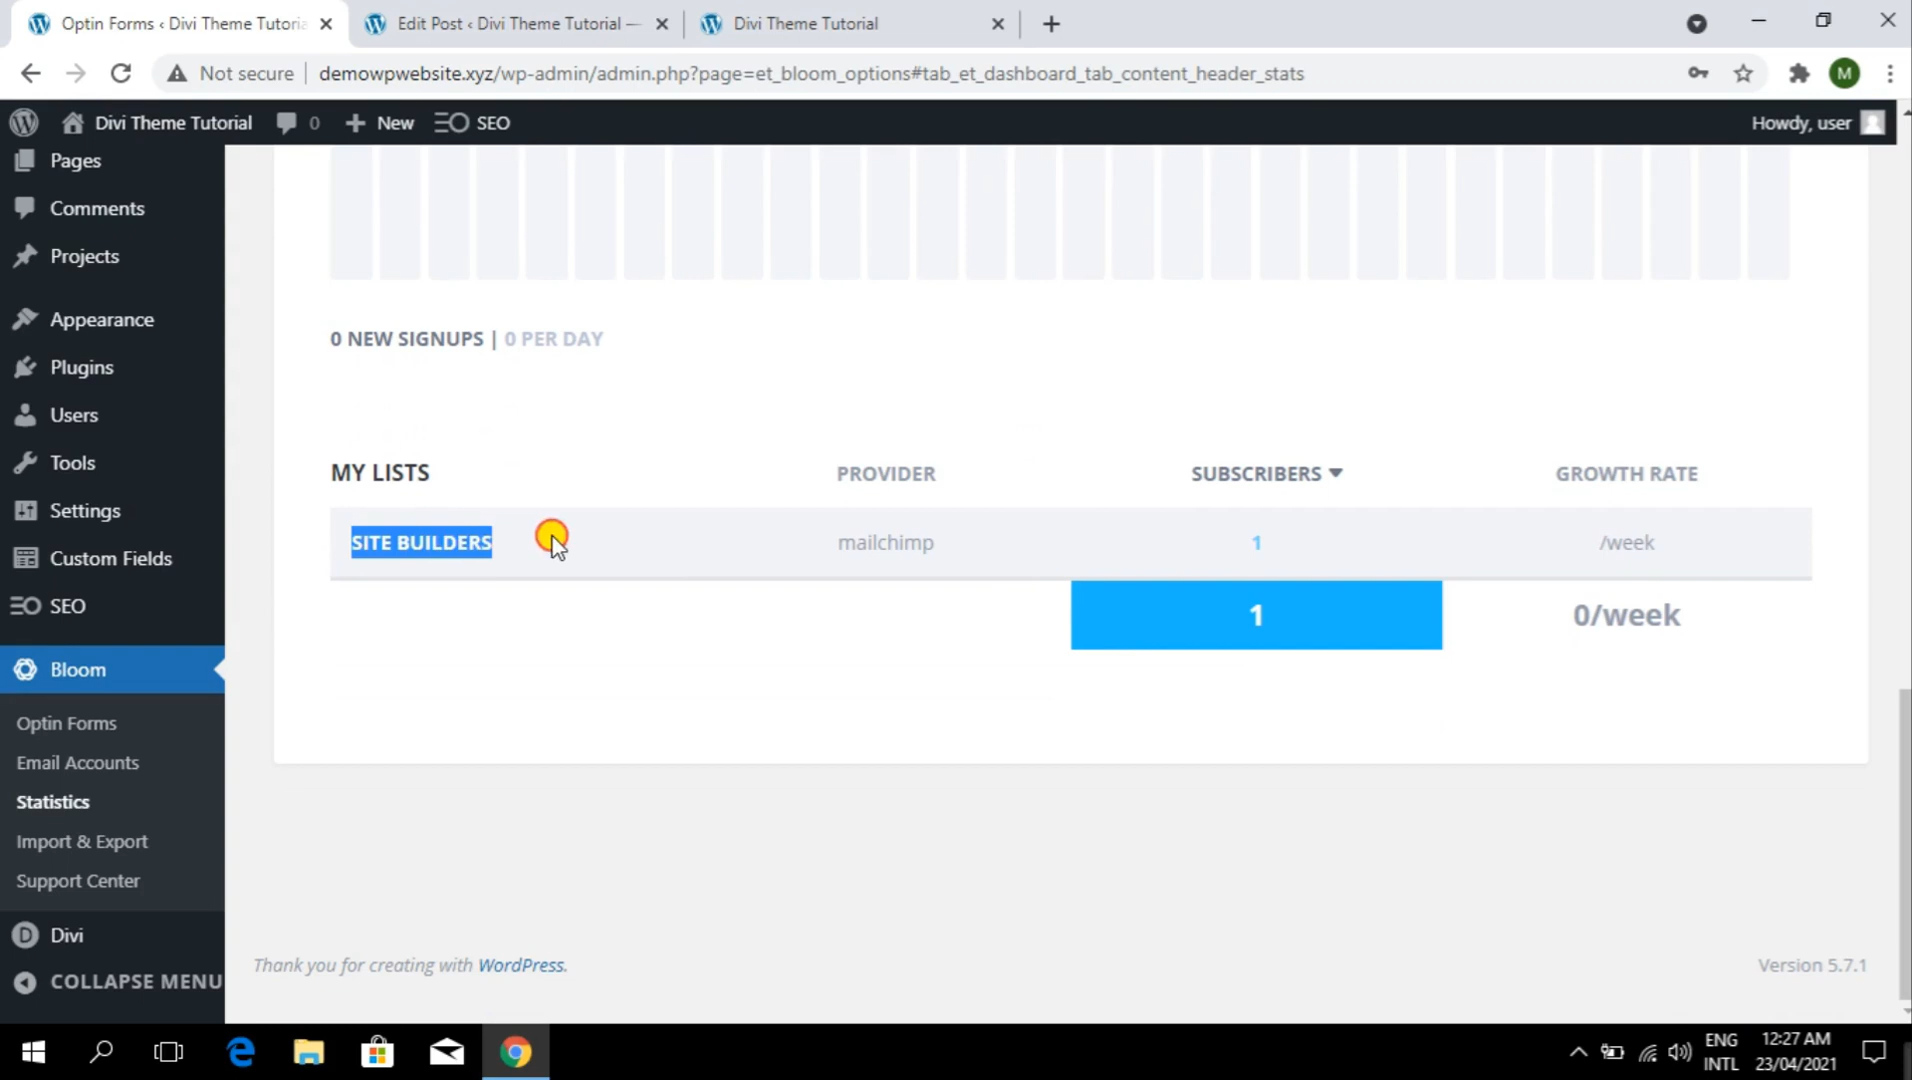 Optin Forms ‹ Divi Theme Tutoria
Edit Post ‹ Divi Theme Tutorial —
Divi Theme Tutorial
Not secure
demowpwebsite.xyz/wp-admin/admin.php?page=et_bloom_options#tab_et_dashboard_tab_content_header_stats
M
Divi Theme Tutorial
0
New
SEO
Howdy, user
Pages
Comments
Projects
Appearance
Plugins
Users
Tools
Settings
Custom Fields
SEO
Bloom
Optin Forms
Email Accounts
Statistics
Import & Export
Support Center
Divi
COLLAPSE MENU
0 NEW SIGNUPS | 0 PER DAY
MY LISTS PROVIDER SUBSCRIBERS GROWTH RATE
SITE BUILDERS mailchimp 1 /week
1 0/week
Thank you for creating with WordPress.
Version 5.7.1
ENG
INTL
12:27 AM
23/04/2021